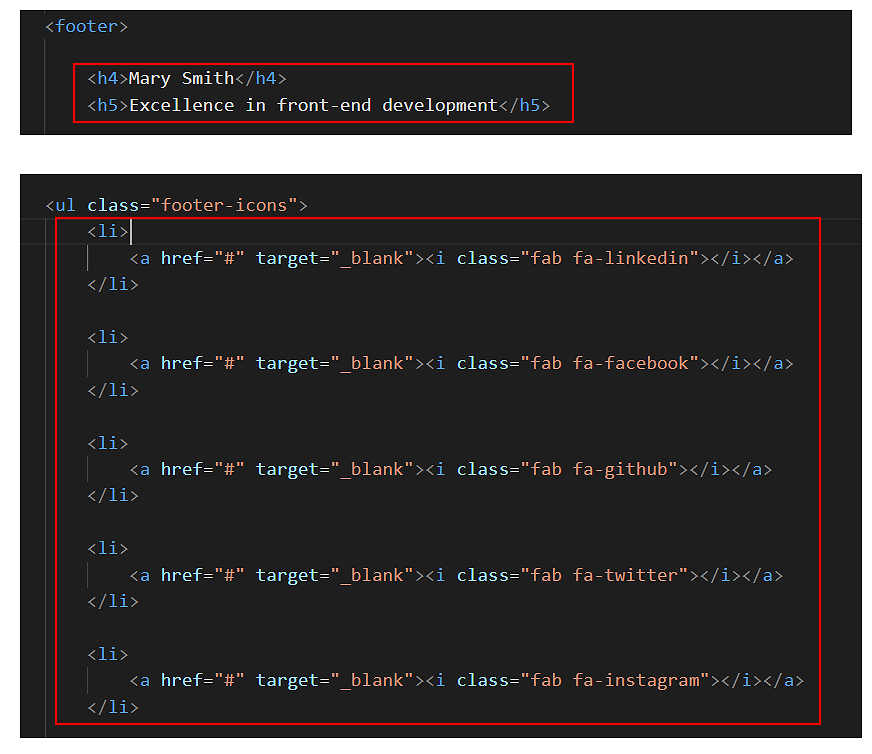 <footer>
<h4>Mary Smith</h4>
<h5>Excellence in front-end development</h5>
<ul class="footer-icons">
<li>
<a href="#" target="_blank"><i class="fab fa-linkedin"></i></a>
</li>
<li>
<a href="#" target="_blank"><i class="fab fa-facebook"></i></a>
</li>
<li>
<a href="#" target="_blank"><i class="fab fa-github"></i></a>
</li>
<li>
<a href="#" target="_blank"><i class="fab fa-twitter"></i></a>
</li>
<li>
<a href="#" target="_blank"><i class="fab fa-instagram"></i></a>
</li>